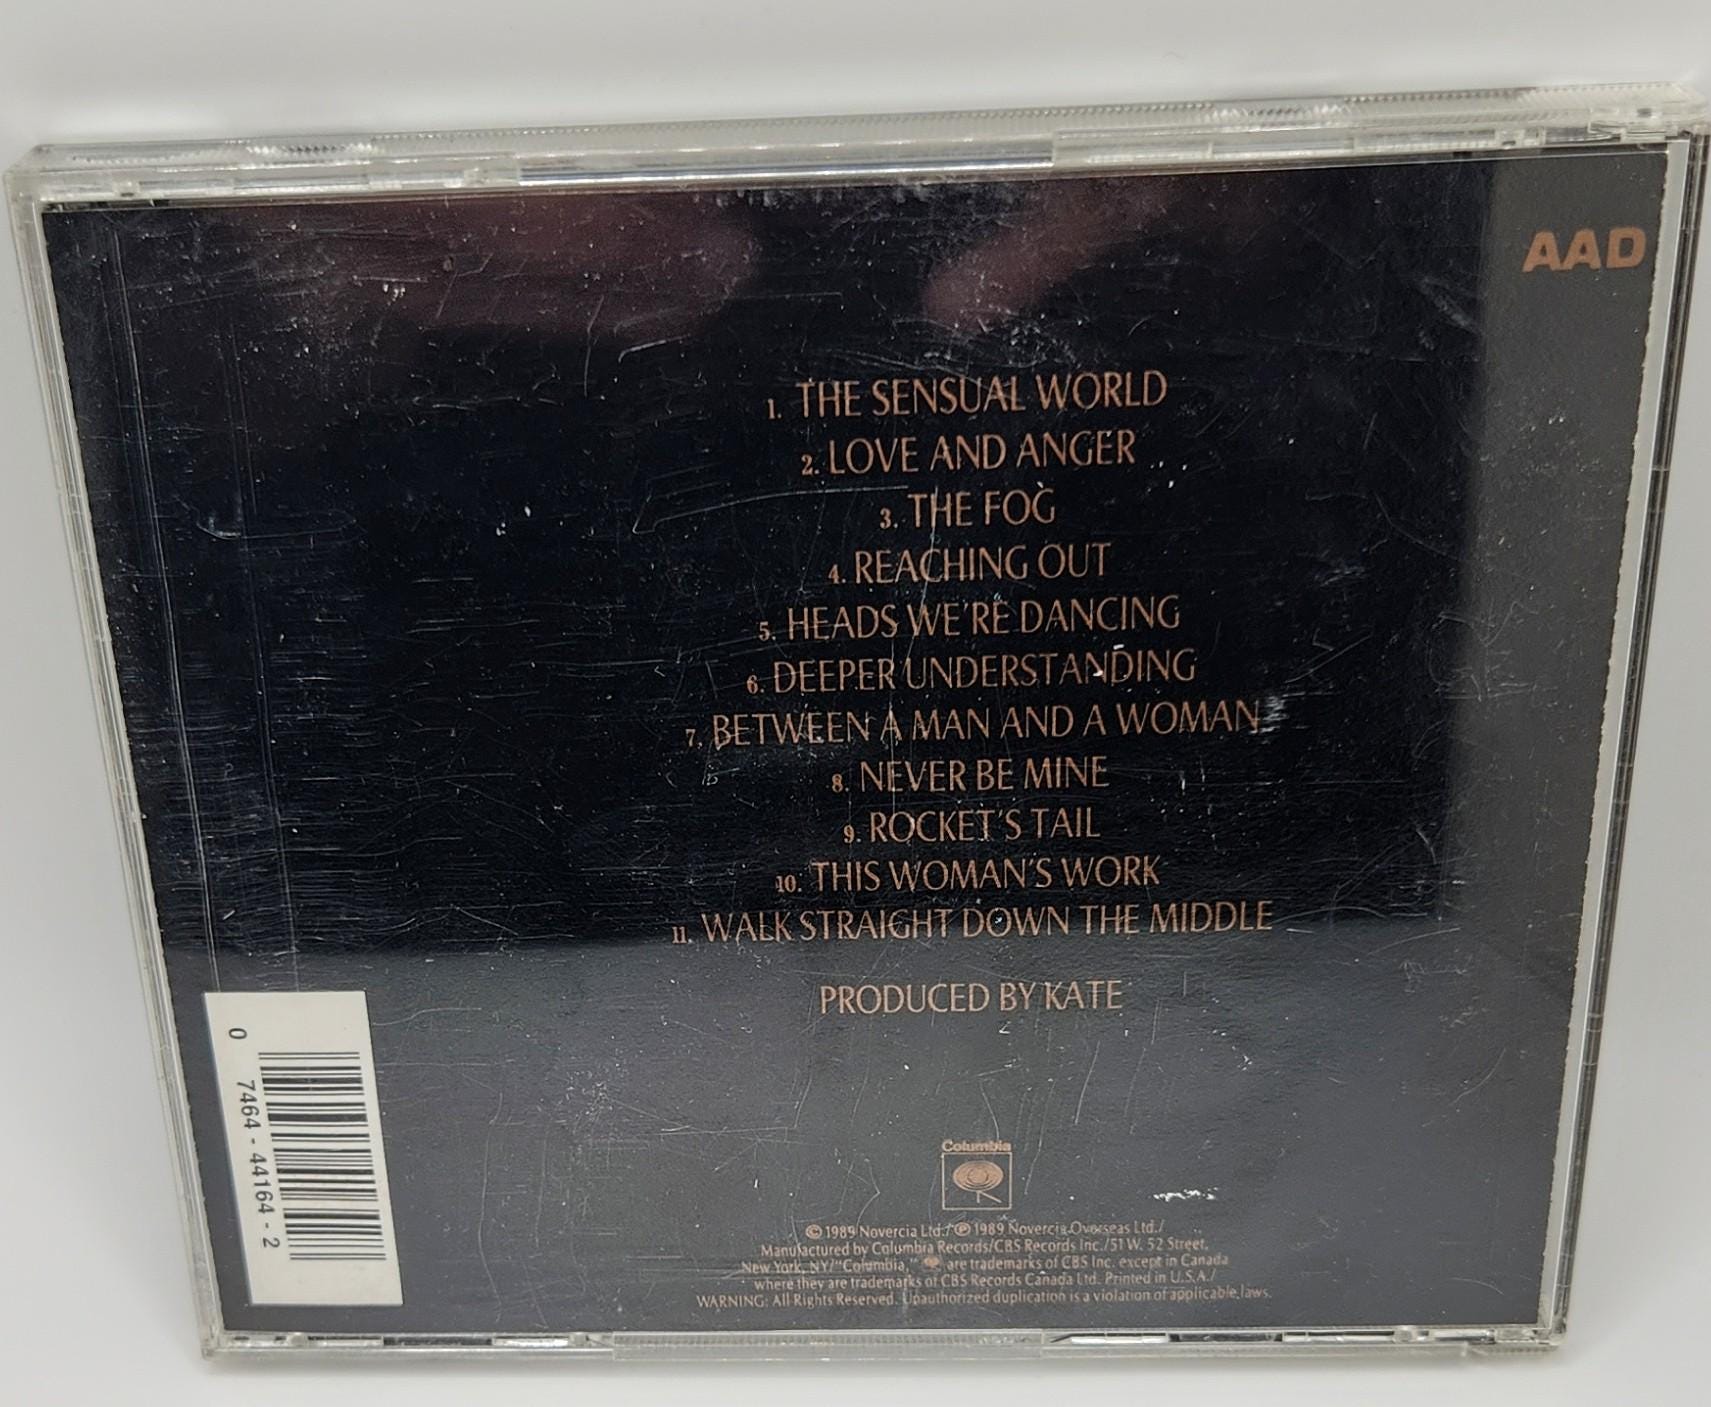 AAD
1. THE SENSUAL WORLD
2. LOVE AND ANGER
3. THE FOG
4. REACHING OUT
5. HEADS WE'RE DANCING
6. DEEPER UNDERSTANDING
7. BETWEEN A MAN AND A WOMAN
8. NEVER BE MINE
9. ROCKET'S TAIL
10. THIS WOMAN'S WORK
11. WALK STRAIGHT DOWN THE MIDDLE
PRODUCED BY KATE
0 7464-44164-2
Columbia
© 1989 Novercia Ltd./℗ 1989 Novercia Overseas Ltd./
Manufactured by Columbia Records/CBS Records Inc./51 W. 52 Street,
New York, NY/"Columbia," are trademarks of CBS Inc. except in Canada
where they are trademarks of CBS Records Canada Ltd. Printed in U.S.A./
WARNING: All Rights Reserved. Unauthorized duplication is a violation of applicable laws.